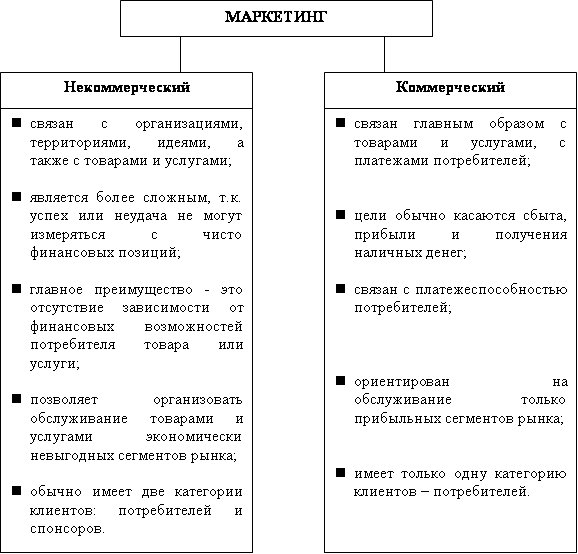 МАРКЕТИНГ
Некоммерческий
связан с организациями,
территориями, идеями, а
также с товарами и услугами;
является более сложным, т.к.
успех или неудача не могут
измеряться с чисто
финансовых позиций;
главное преимущество - это
отсутствие зависимости от
финансовых возможностей
потребителя товара или
услуги;
позволяет организовать
обслуживание товарами и
услугами экономически
невыгодных сегментов рынка;
обычно имеет две категории
клиентов: потребителей и
спонсоров.
Коммерческий
связан главным образом с
товарами и услугами, с
платежами потребителей;
цели обычно касаются сбыта,
прибыли и получения
наличных денег;
связан с платежеспособностью
потребителей;
ориентирован на
обслуживание только
прибыльных сегментов рынка;
имеет только одну категорию
клиентов – потребителей.